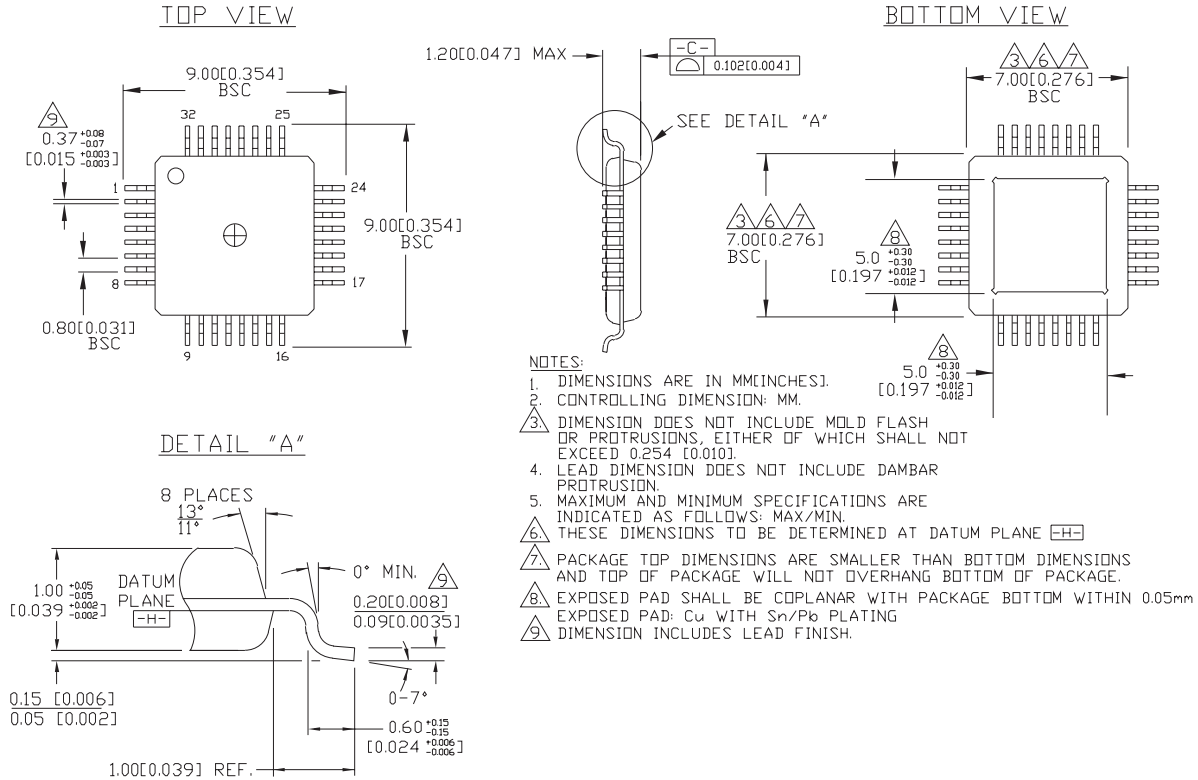 TOP VIEW
9.00[0.354]
BSC
9
0.37 +0.08 -0.07
[0.015 +0.003 -0.003]
32
25
1
24
8
17
9
16
9.00[0.354]
BSC
0.80[0.031]
BSC
1.20[0.047] MAX
-C-
0.102[0.004]
SEE DETAIL "A"
BOTTOM VIEW
3 6 7
7.00[0.276]
BSC
3 6 7
7.00[0.276]
BSC
8
5.0 +0.30 -0.30
[0.197 +0.012 -0.012]
8
5.0 +0.30 -0.30
[0.197 +0.012 -0.012]
NOTES:
1. DIMENSIONS ARE IN MM[INCHES].
2. CONTROLLING DIMENSION: MM.
3. DIMENSION DOES NOT INCLUDE MOLD FLASH
OR PROTRUSIONS, EITHER OF WHICH SHALL NOT
EXCEED 0.254 [0.010].
4. LEAD DIMENSION DOES NOT INCLUDE DAMBAR
PROTRUSION.
5. MAXIMUM AND MINIMUM SPECIFICATIONS ARE
INDICATED AS FOLLOWS: MAX/MIN.
6. THESE DIMENSIONS TO BE DETERMINED AT DATUM PLANE -H-
7. PACKAGE TOP DIMENSIONS ARE SMALLER THAN BOTTOM DIMENSIONS
AND TOP OF PACKAGE WILL NOT OVERHANG BOTTOM OF PACKAGE.
8. EXPOSED PAD SHALL BE COPLANAR WITH PACKAGE BOTTOM WITHIN 0.05mm
EXPOSED PAD: Cu WITH Sn/Pb PLATING
9 DIMENSION INCLUDES LEAD FINISH.
DETAIL "A"
8 PLACES
13°
11°
1.00 +0.05 -0.05
[0.039 +0.002 -0.002]
DATUM
PLANE
-H-
0° MIN.
9
0.20[0.008]
0.09[0.0035]
0.15 [0.006]
0.05 [0.002]
0-7°
0.60 +0.15 -0.15
[0.024 +0.006 -0.006]
1.00[0.039] REF.